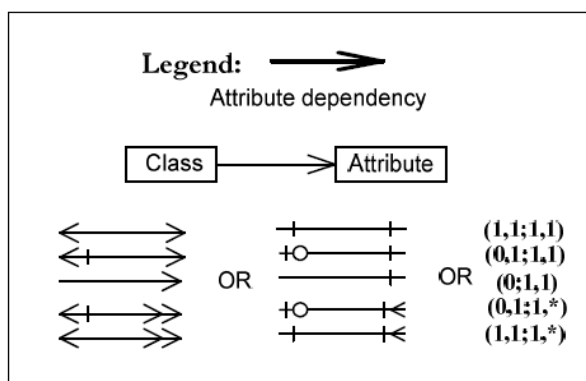 Legend:
Attribute dependency
Class Attribute
(1,1;1,1)
(0,1;1,1)
OR OR (0;1,1)
(0,1;1,*)
(1,1;1,*)